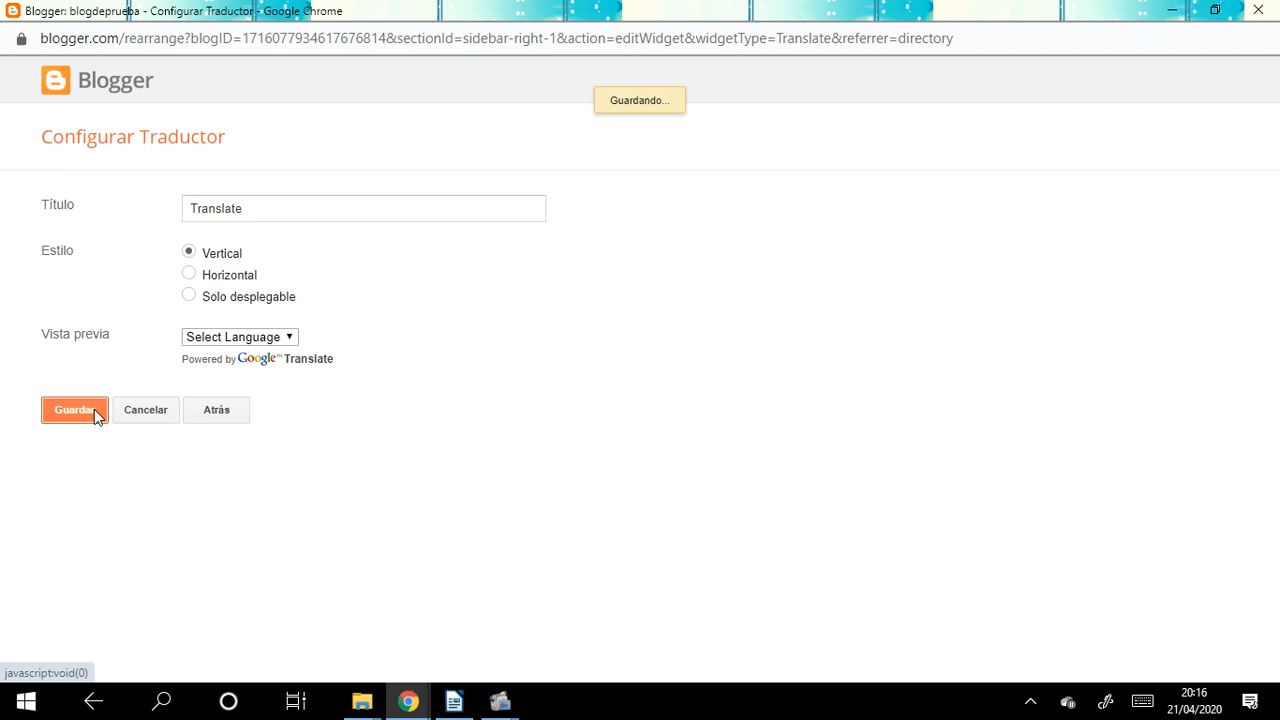 Blogger: blogdeprueba - Configurar Traductor - Google Chrome
blogger.com/rearrange?blogID=1716077934617676814&sectionId=sidebar-right-1&action=editWidget&widgetType=Translate&referrer=directory
Blogger
Guardando...
Configurar Traductor
Título
Translate
Estilo
Vertical
Horizontal
Solo desplegable
Vista previa
Select Language ▼
Powered by Google™ Translate
Guardar
Cancelar
Atrás
javascript:void(0)
20:16
21/04/2020